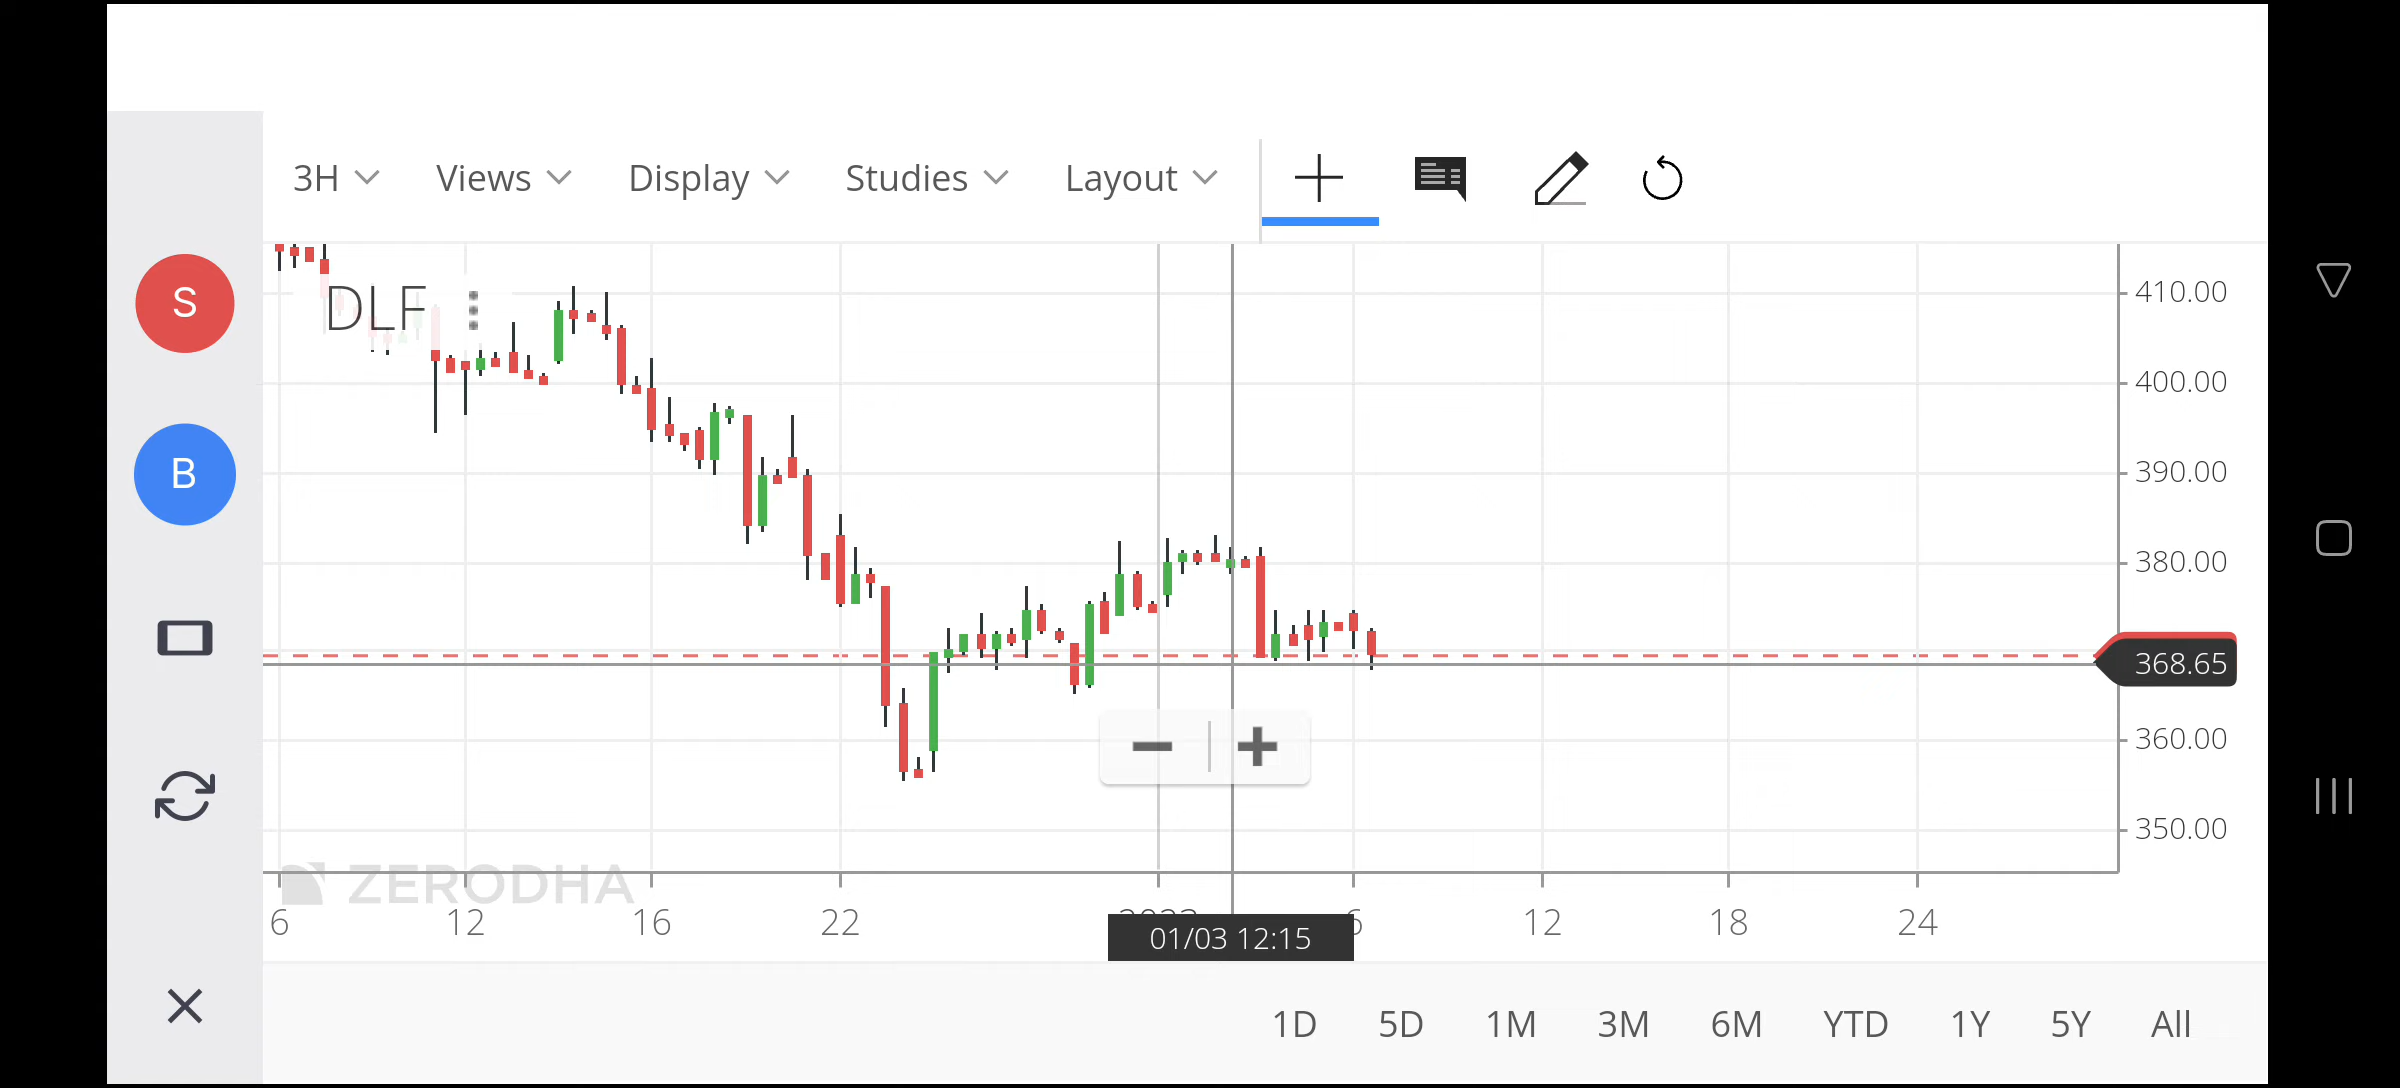 3H Views Display Studies Layout
S
DLF
B
410.00
400.00
390.00
380.00
368.65
360.00
350.00
ZERODHA
6 12 16 22 12 18 24
01/03 12:15
1D 5D 1M 3M 6M YTD 1Y 5Y All